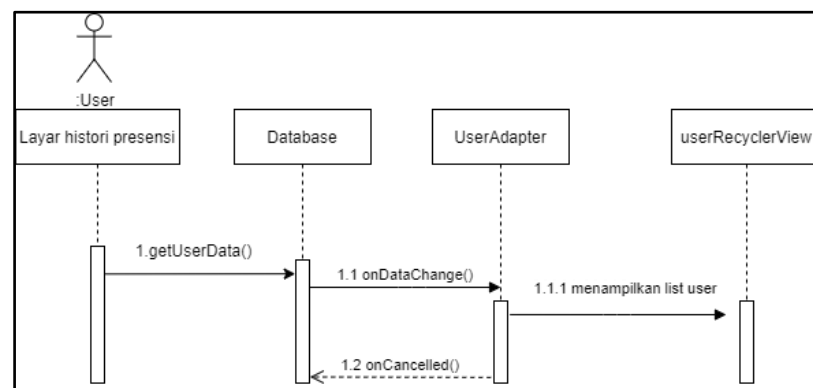 :User
Layar histori presensi
Database
UserAdapter
userRecyclerView
1.getUserData()
1.1 onDataChange()
1.1.1 menampilkan list user
1.2 onCancelled()